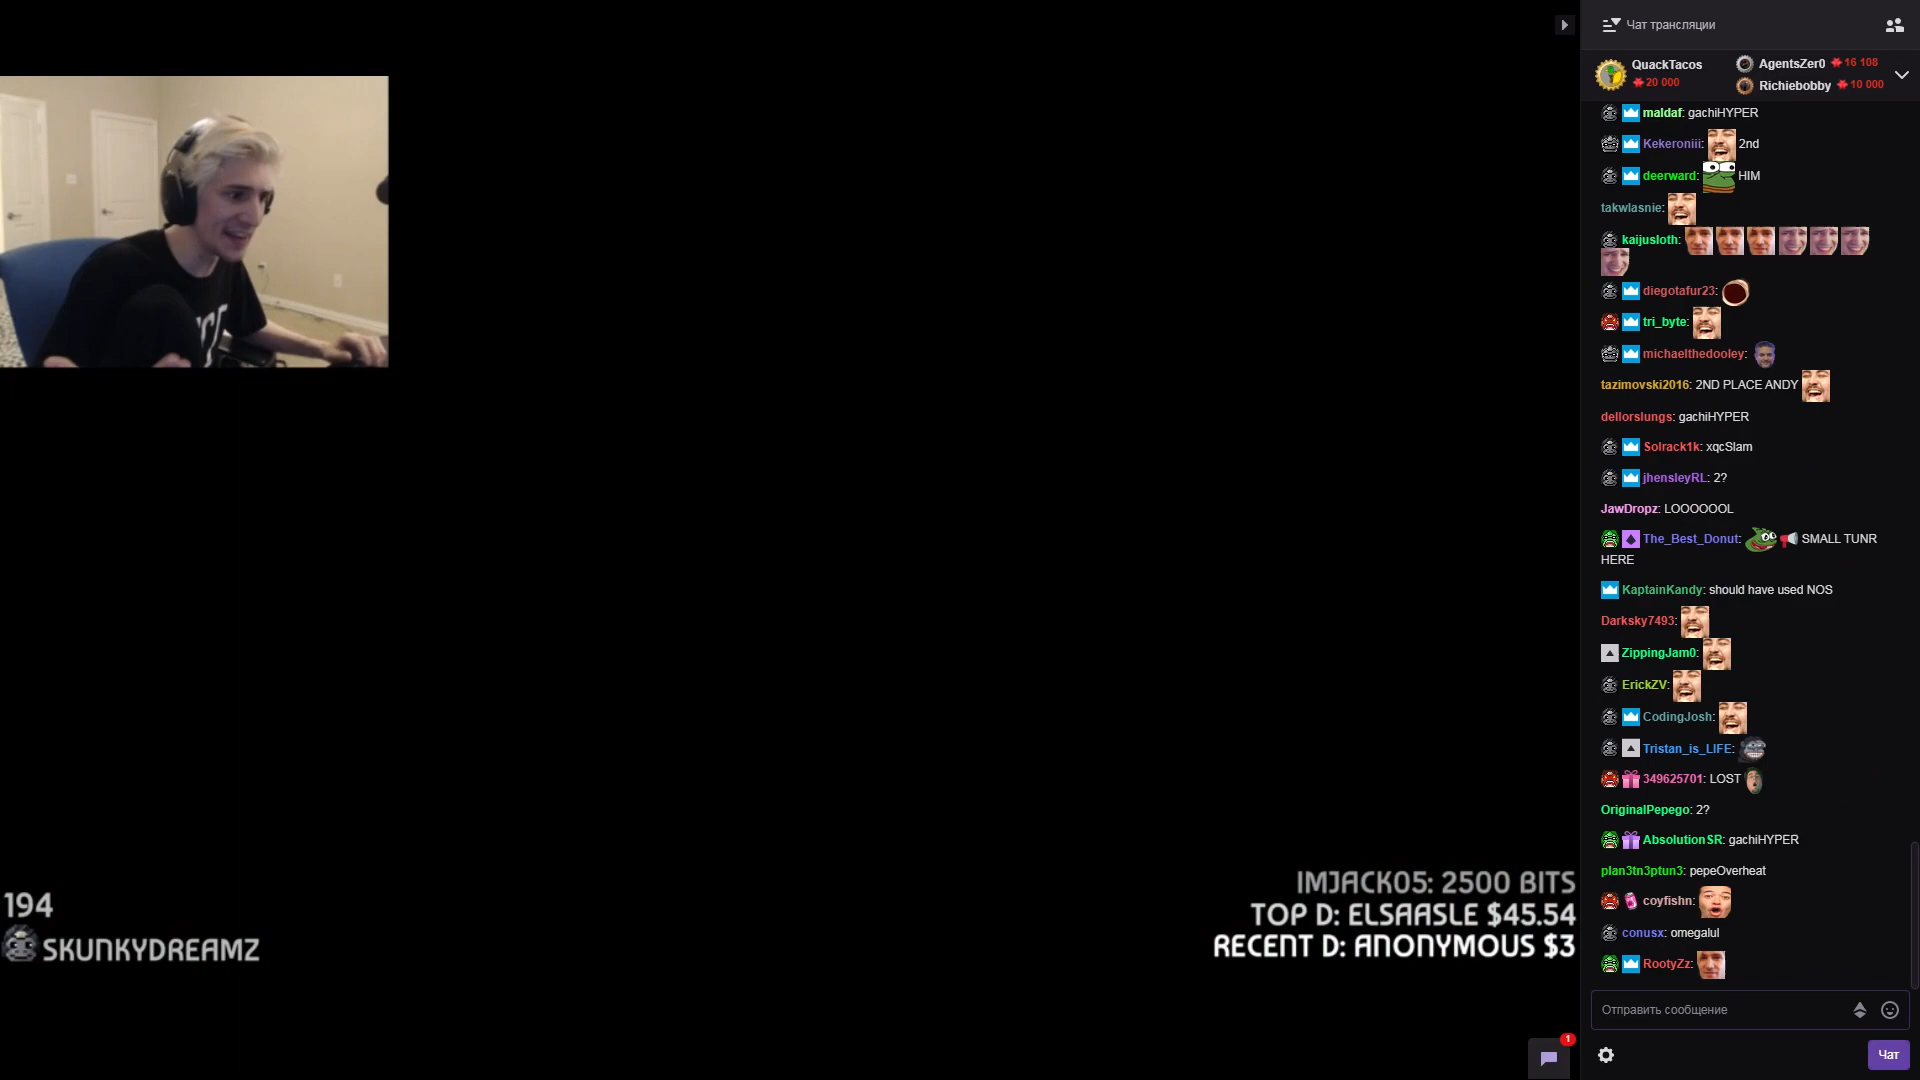 Чат трансляции
QuackTacos
20 000
AgentsZer0 16 108
Richiebobby 10 000
maldaf: gachiHYPER
Kekeroniii: 2nd
deerward: HIM
takwlasnie:
kaijusloth:
diegotafur23:
tri_byte:
michaelthedooley:
tazimovski2016: 2ND PLACE ANDY
dellorslungs: gachiHYPER
Solrack1k: xqcSlam
jhensleyRL: 2?
JawDropz: LOOOOOOL
The_Best_Donut: SMALL TUNR
HERE
KaptainKandy: should have used NOS
Darksky7493:
ZippingJam0:
ErickZV:
CodingJosh:
Tristan_is_LIFE:
349625701: LOST
OriginalPepego: 2?
AbsolutionSR: gachiHYPER
plan3tn3ptun3: pepeOverheat
coyfishn:
conusx: omegalul
RootyZz:
Отправить сообщение
Чат
1
194
SKUNKYDREAMZ
IMJACK05: 2500 BITS
TOP D: ELSAASLE $45.54
RECENT D: ANONYMOUS $3